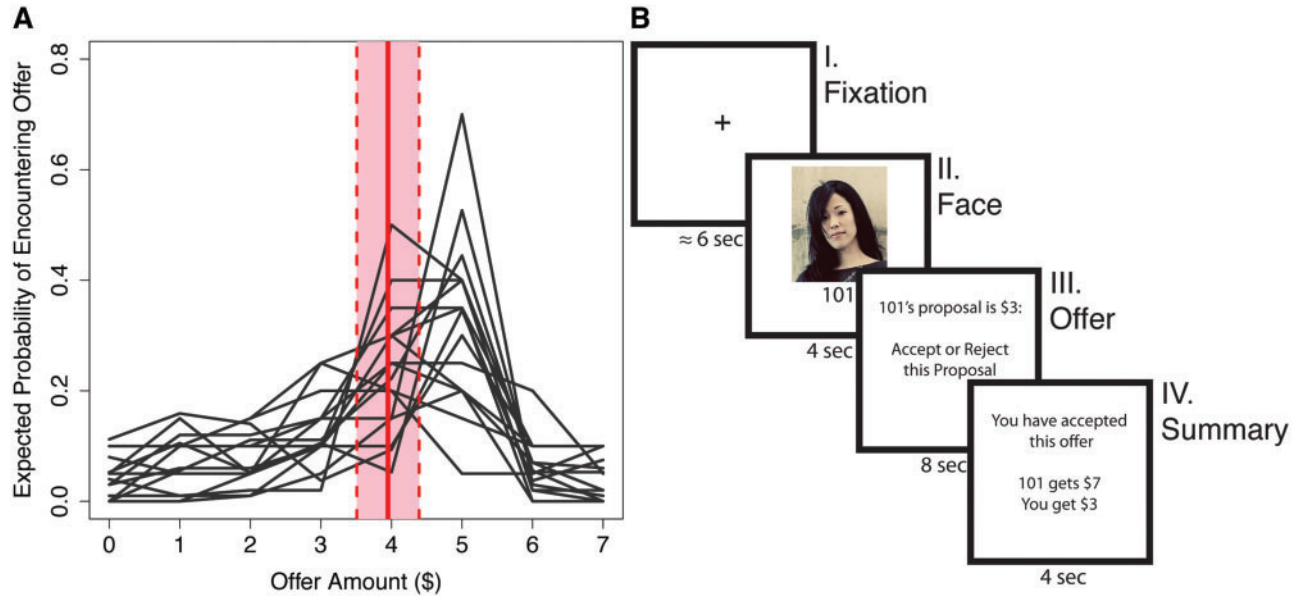 A
Expected Probability of Encountering Offer
0.8
0.6
0.4
0.2
0.0
0 1 2 3 4 5 6 7
Offer Amount ($)
B
I.
Fixation
+
≈ 6 sec
II.
Face
101
4 sec
III.
Offer
101's proposal is $3:
Accept or Reject
this Proposal
8 sec
IV.
Summary
You have accepted
this offer
101 gets $7
You get $3
4 sec